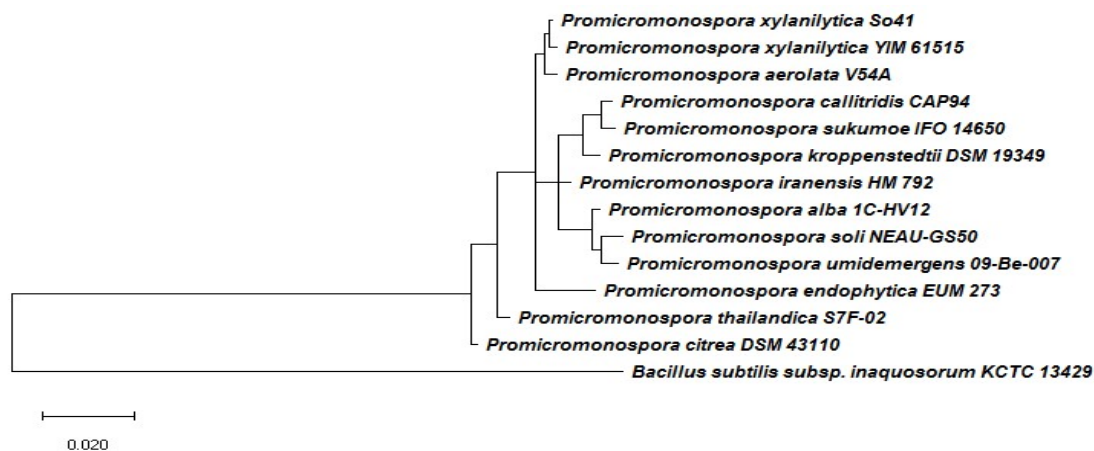 Promicromonospora xylanilytica So41
Promicromonospora xylanilytica YIM 61515
Promicromonospora aerolata V54A
Promicromonospora callitridis CAP94
Promicromonospora sukumoe IFO 14650
Promicromonospora kroppenstedtii DSM 19349
Promicromonospora iranensis HM 792
Promicromonospora alba 1C-HV12
Promicromonospora soli NEAU-GS50
Promicromonospora umidemergens 09-Be-007
Promicromonospora endophytica EUM 273
Promicromonospora thailandica S7F-02
Promicromonospora citrea DSM 43110
Bacillus subtilis subsp. inaquosorum KCTC 13429
0.020